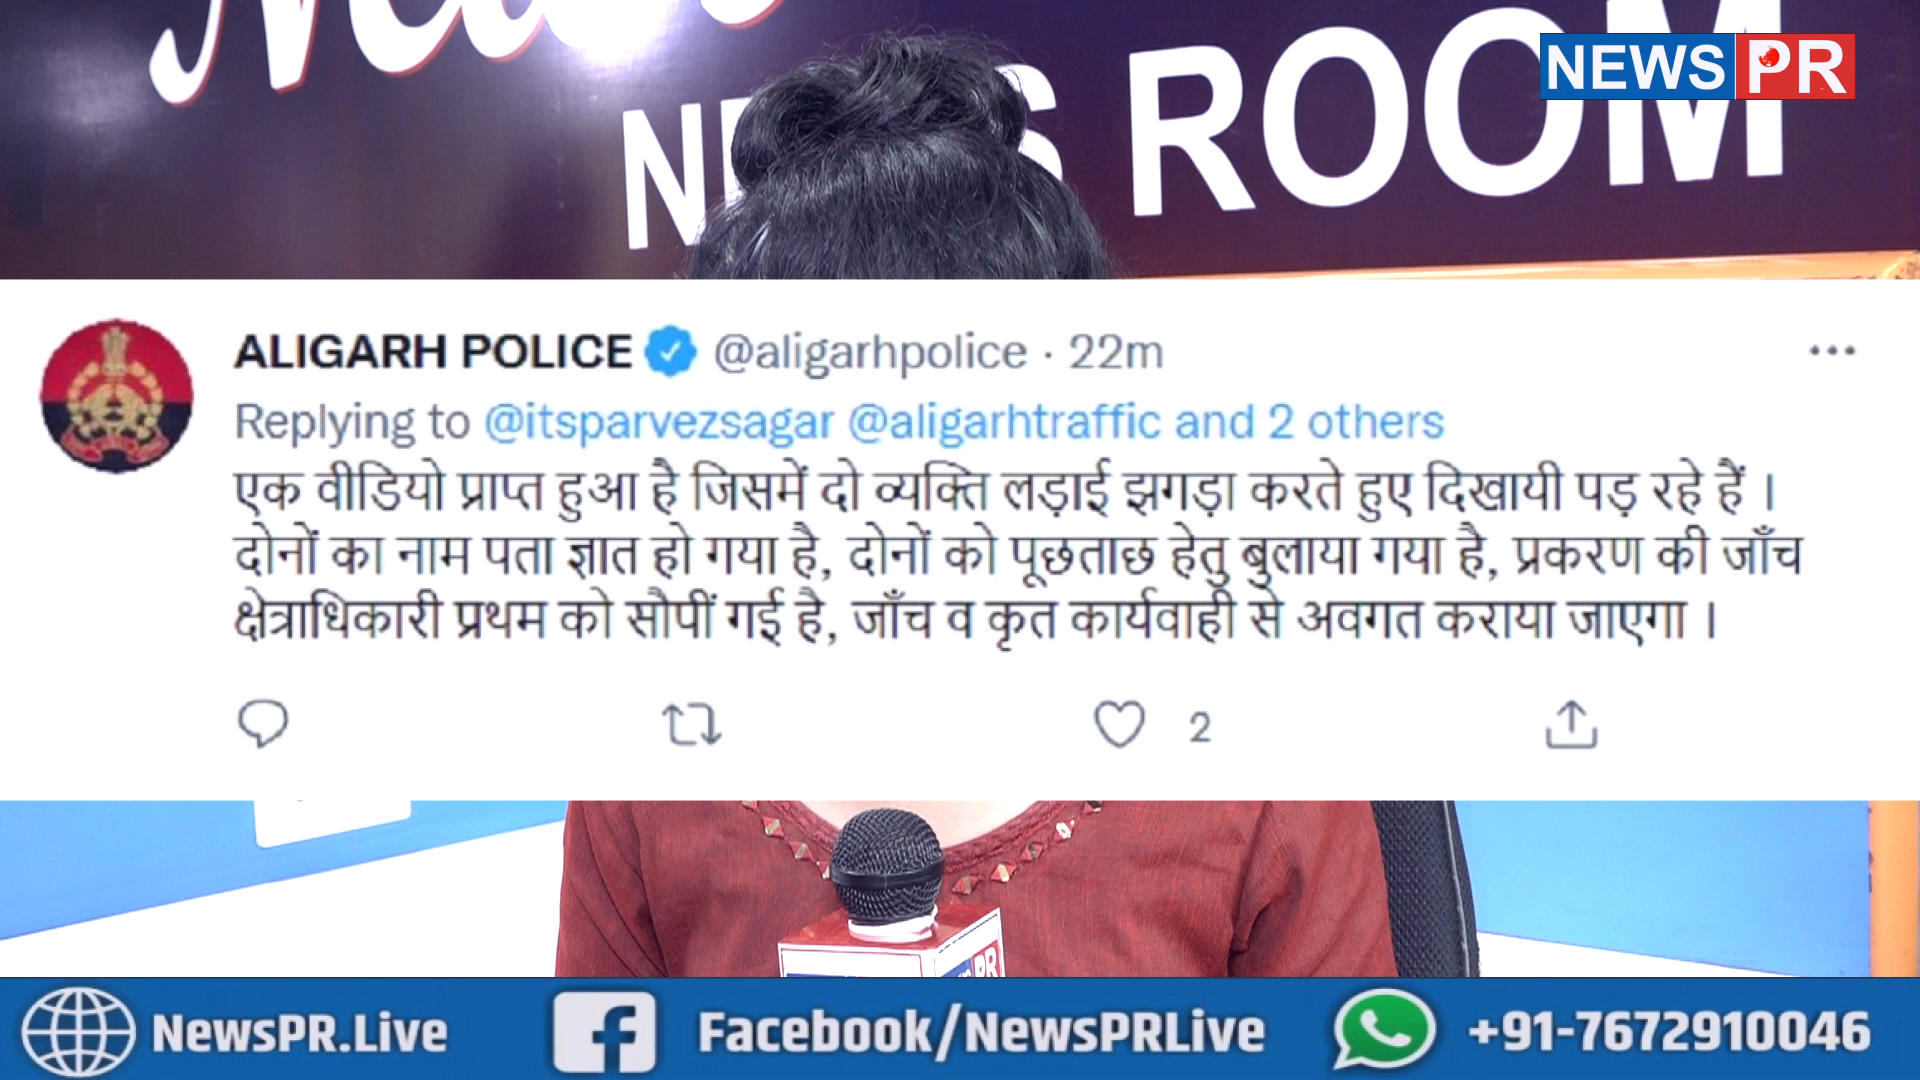 NEWS ROOM
NEWS PR
ALIGARH POLICE @aligarhpolice · 22m
Replying to @itsparvezsagar @aligarhtraffic and 2 others
एक वीडियो प्राप्त हुआ है जिसमें दो व्यक्ति लड़ाई झगड़ा करते हुए दिखायी पड़ रहे हैं ।
दोनों का नाम पता ज्ञात हो गया है, दोनों को पूछताछ हेतु बुलाया गया है, प्रकरण की जाँच
क्षेत्राधिकारी प्रथम को सौपीं गई है, जाँच व कृत कार्यवाही से अवगत कराया जाएगा ।
2
PR
NewsPR.Live
Facebook/NewsPRLive
+91-7672910046